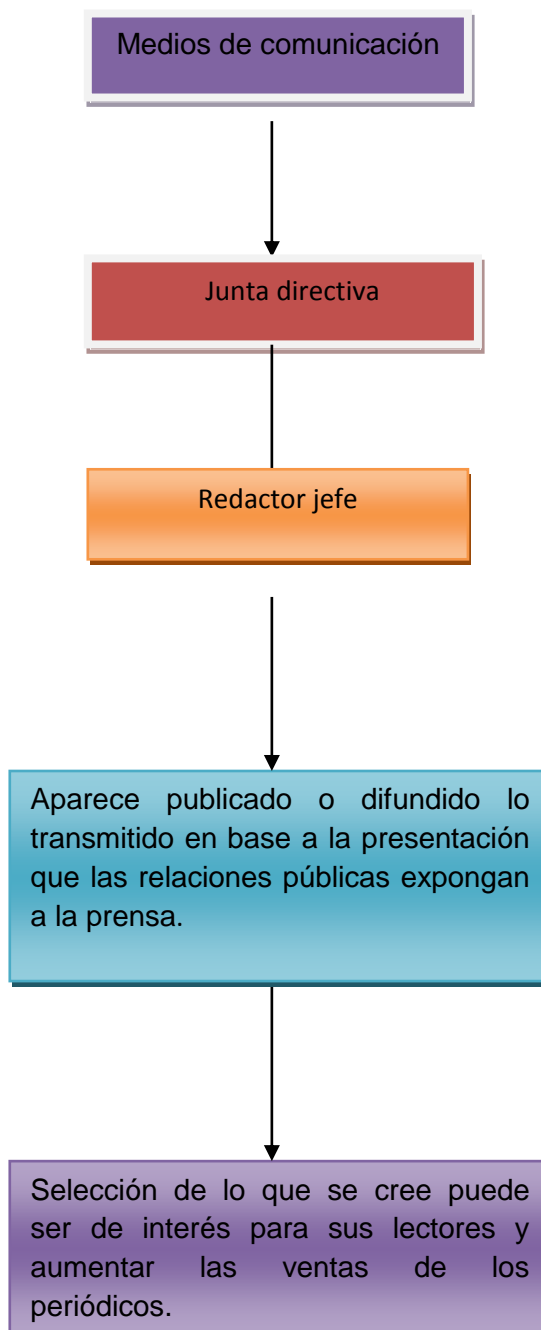 Medios de comunicación
Junta directiva
Redactor jefe
Aparece publicado o difundido lo
transmitido en base a la presentación
que las relaciones públicas expongan
a la prensa.
Selección de lo que se cree puede
ser de interés para sus lectores y
aumentar las ventas de los
periódicos.